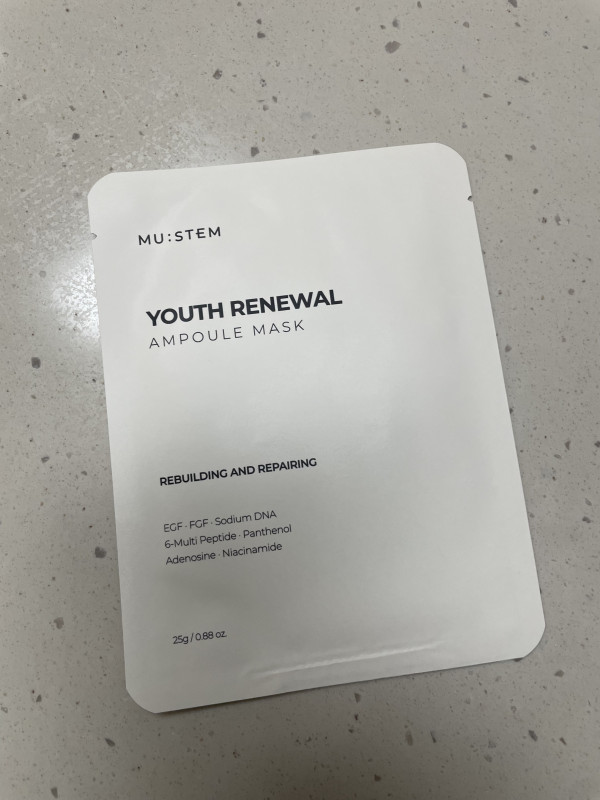 MU:STEM
YOUTH RENEWAL
AMPOULE MASK
REBUILDING AND REPAIRING
EGF · FGF · Sodium DNA
6-Multi Peptide · Panthenol
Adenosine · Niacinamide
25g / 0.88 oz.